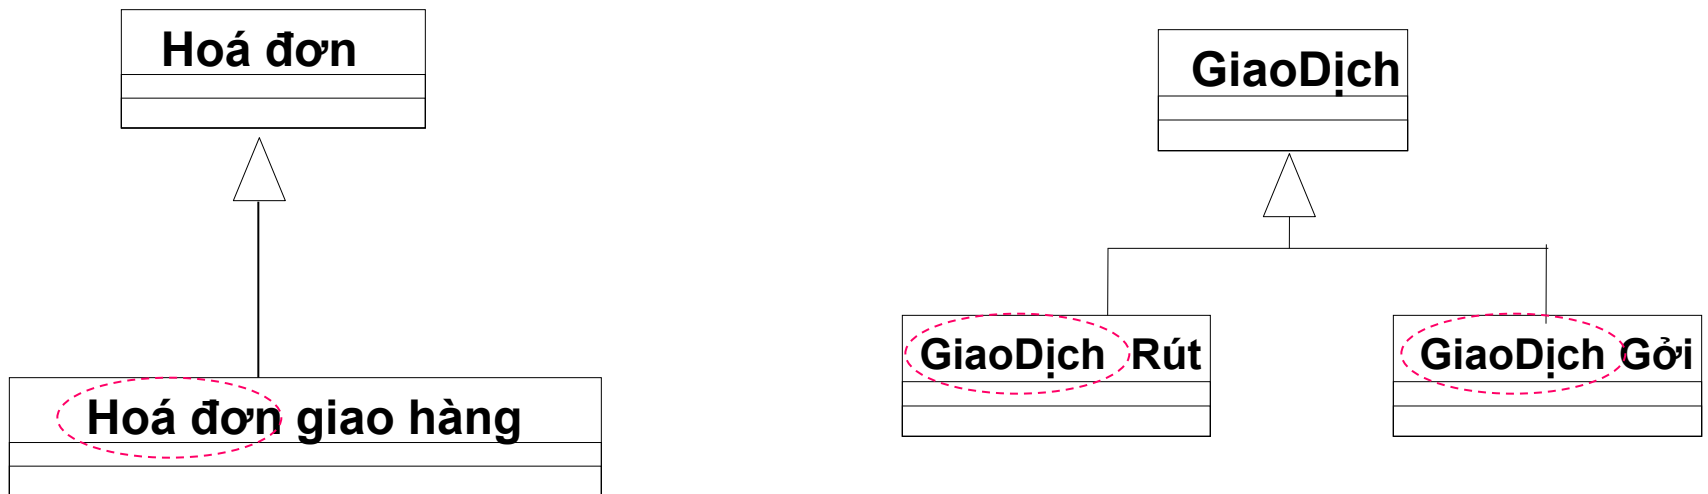 Hoá đơn
Hoá đơn giao hàng
GiaoDịch
GiaoDịch Rút
GiaoDịch Gởi